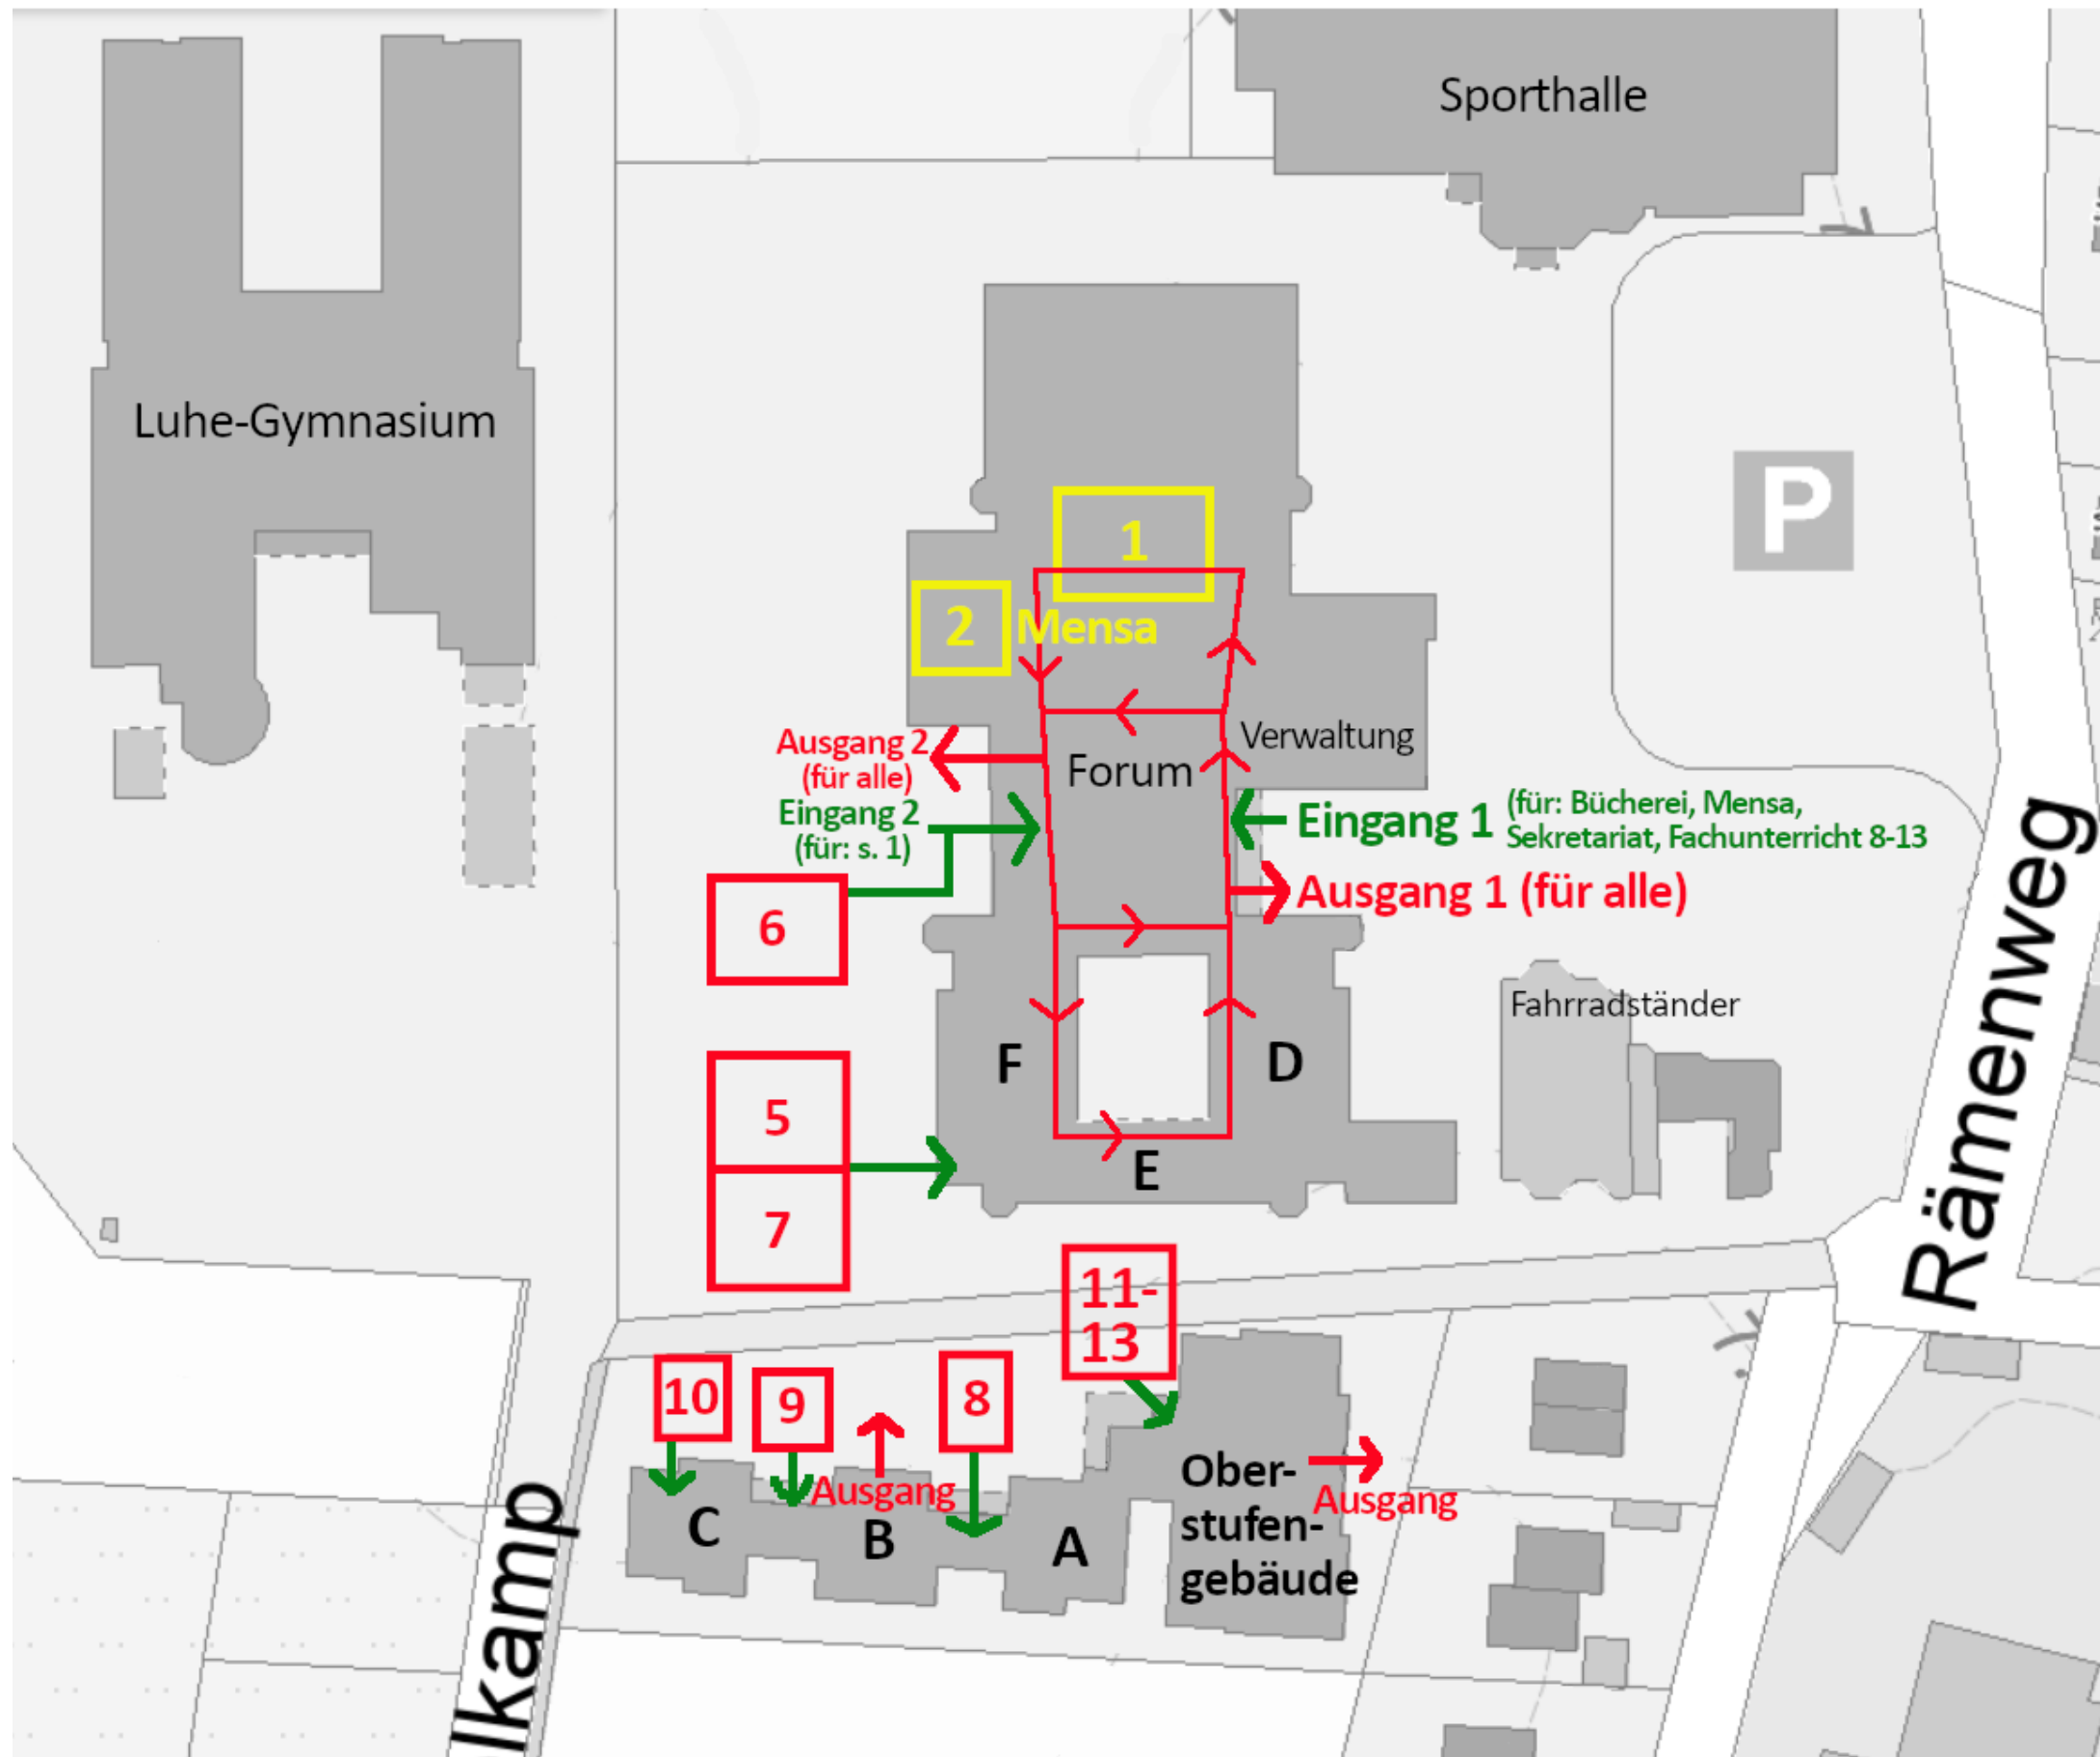 Sporthalle
Luhe-Gymnasium
P
1
2
Mensa
Ausgang 2
(für alle)
Verwaltung
Forum
Eingang 2
(für: s. 1)
Eingang 1
(für: Bücherei, Mensa,
Sekretariat, Fachunterricht 8-13
Ausgang 1 (für alle)
6
Rämenweg
Fahrradständer
F
D
5
E
7
11-
13
10
9
8
Ausgang
C
B
A
Ober-
stufen-
gebäude
Ausgang
lkamp